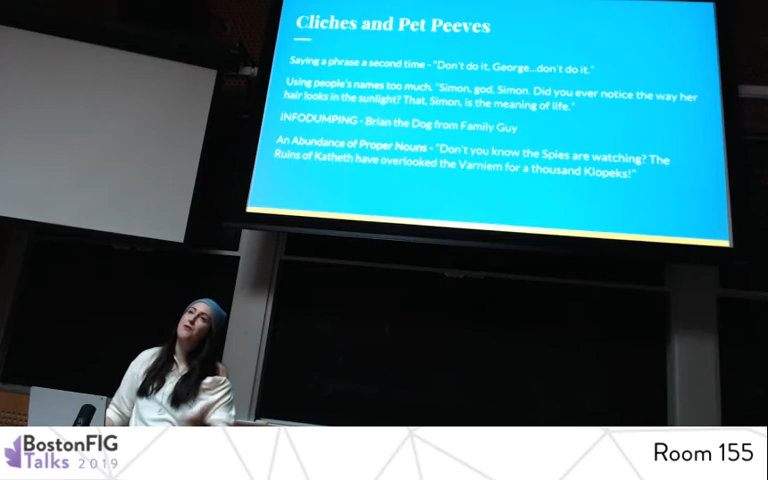 Cliches and Pet Peeves
Saying a phrase a second time - "Don't do it, George...don't do it."
Using people's names too much. "Simon, god, Simon. Did you ever notice the way her
hair looks in the sunlight? That, Simon, is the meaning of life."
INFODUMPING - Brian the Dog from Family Guy
An Abundance of Proper Nouns - "Don't you know the Spies are watching? The
Ruins of Katheth have overlooked the Varniem for a thousand Klopeks!"
BostonFIG
Talks 2019
Room 155